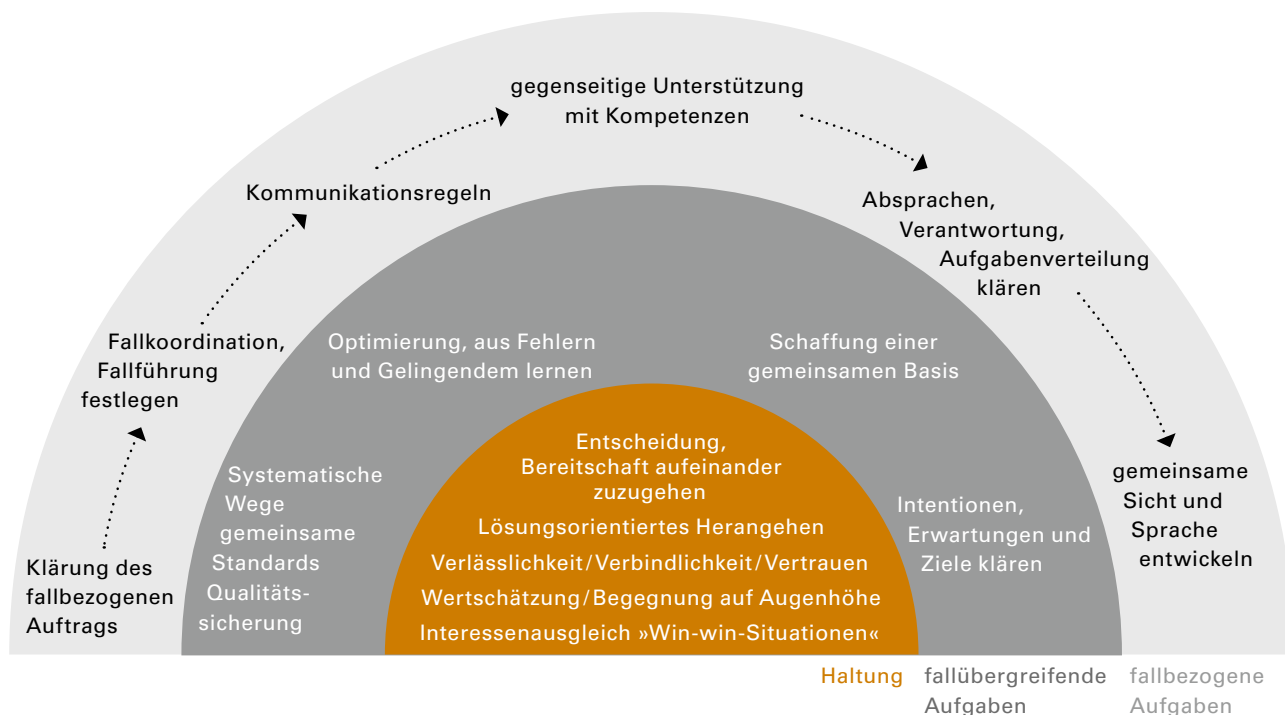 gegenseitige Unterstützung
mit Kompetenzen
Kommunikationsregeln
Absprachen,
Verantwortung,
Aufgabenverteilung
klären
Fallkoordination,
Fallführung
festlegen
Optimierung, aus Fehlern
und Gelingendem lernen
Schaffung einer
gemeinsamen Basis
Klärung des
fallbezogenen
Auftrags
Systematische
Wege
gemeinsame
Standards
Qualitäts-
sicherung
Entscheidung,
Bereitschaft aufeinander
zuzugehen
Lösungsorientiertes Herangehen
Verlässlichkeit/Verbindlichkeit/Vertrauen
Wertschätzung/Begegnung auf Augenhöhe
Interessenausgleich »Win-win-Situationen«
Intentionen,
Erwartungen und
Ziele klären
gemeinsame
Sicht und
Sprache
entwickeln
Haltung
fallübergreifende
Aufgaben
fallbezogene
Aufgaben